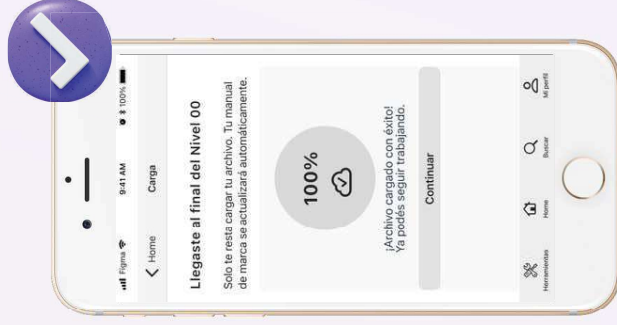 Figma 9:41 AM 100%
Home Carga
Llegaste al final del Nivel 00
Solo te resta cargar tu archivo. Tu manual
de marca se actualizará automáticamente.
100%
¡Archivo cargado con éxito!
Ya podés seguir trabajando.
Continuar
Herramientas Home Buscar Mi perfil